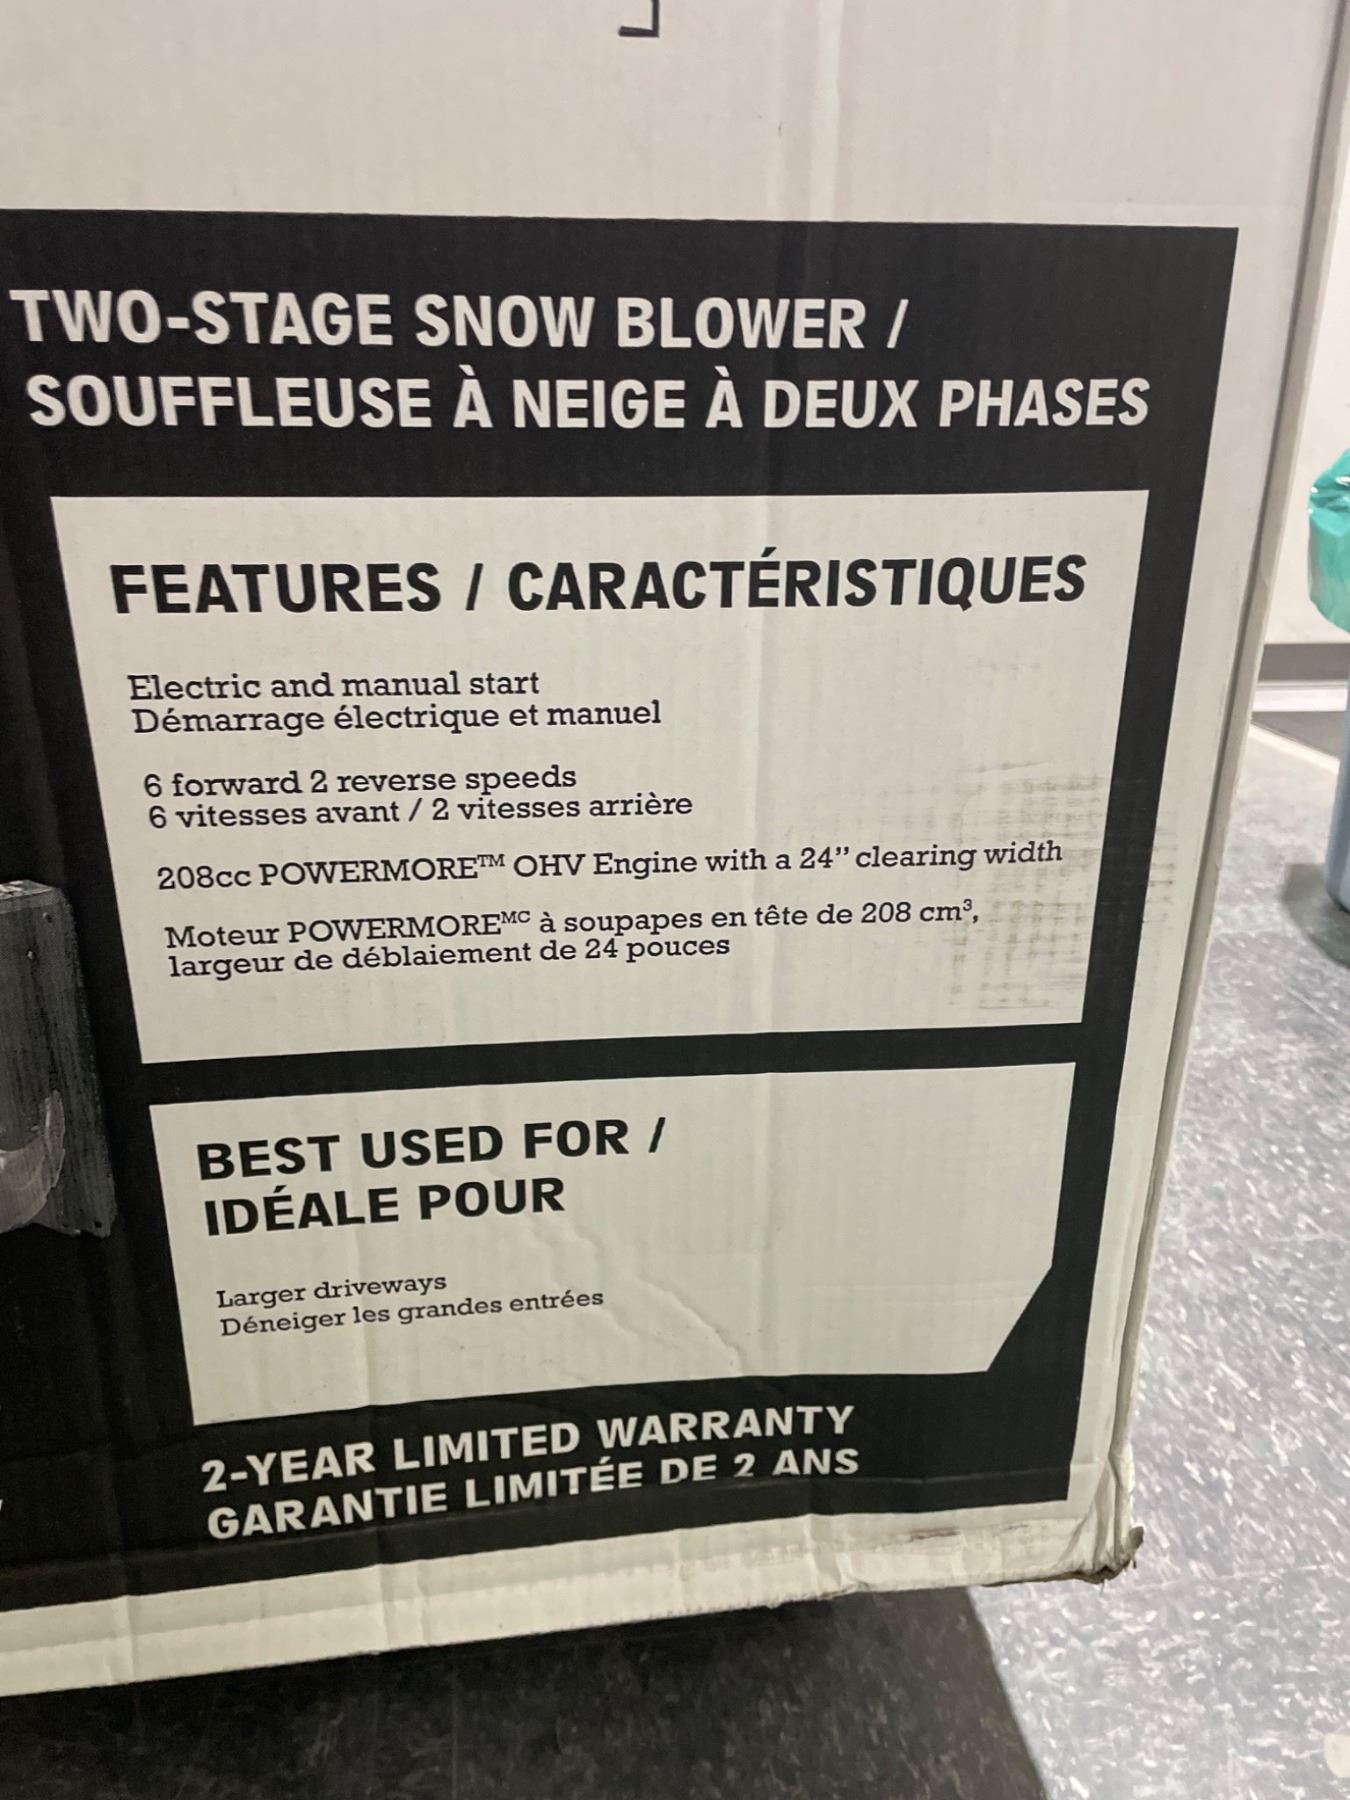 TWO-STAGE SNOW BLOWER /
SOUFFLEUSE À NEIGE À DEUX PHASES
FEATURES / CARACTÉRISTIQUES
Electric and manual start
Démarrage électrique et manuel
6 forward 2 reverse speeds
6 vitesses avant / 2 vitesses arrière
208cc POWERMORE™ OHV Engine with a 24” clearing width
Moteur POWERMOREᴹᶜ à soupapes en tête de 208 cm³,
largeur de déblaiement de 24 pouces
BEST USED FOR /
IDÉALE POUR
Larger driveways
Déneiger les grandes entrées
2-YEAR LIMITED WARRANTY
GARANTIE LIMITÉE DE 2 ANS